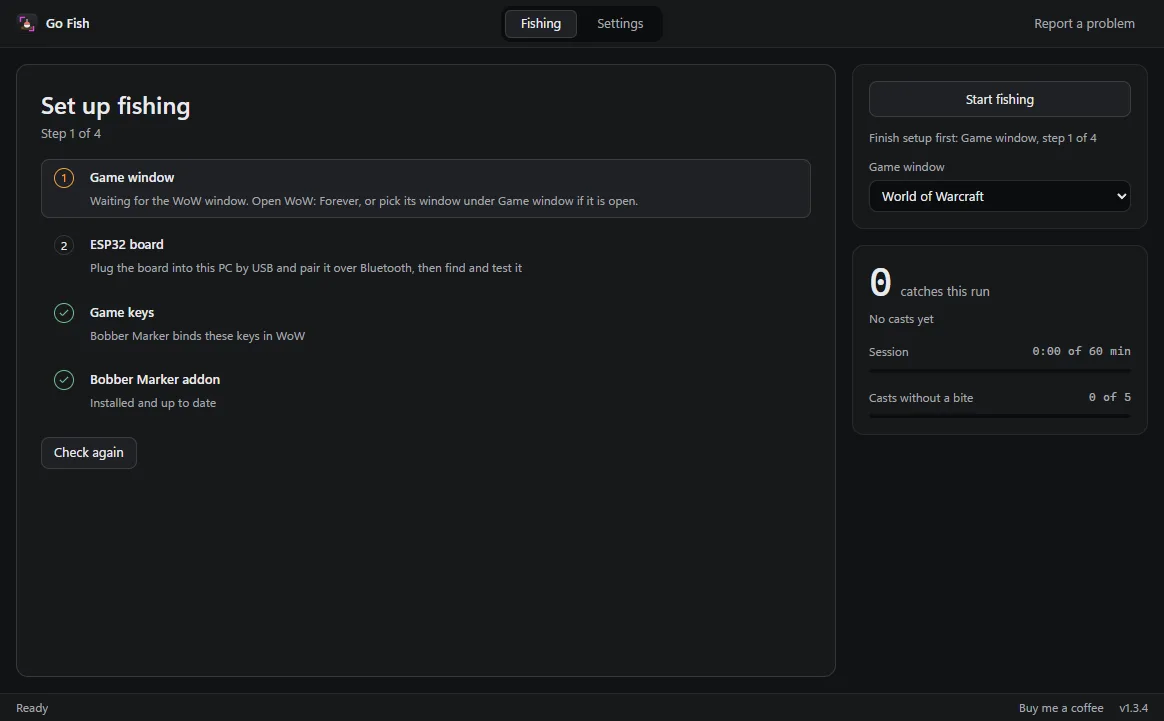 Go Fish
Fishing
Settings
Report a problem
Set up fishing
Step 1 of 4
1
Game window
Waiting for the WoW window. Open WoW: Forever, or pick its window under Game window if it is open.
2
ESP32 board
Plug the board into this PC by USB and pair it over Bluetooth, then find and test it
Game keys
Bobber Marker binds these keys in WoW
Bobber Marker addon
Installed and up to date
Check again
Start fishing
Finish setup first: Game window, step 1 of 4
Game window
World of Warcraft
0 catches this run
No casts yet
Session 0:00 of 60 min
Casts without a bite 0 of 5
Ready
Buy me a coffee
v1.3.4